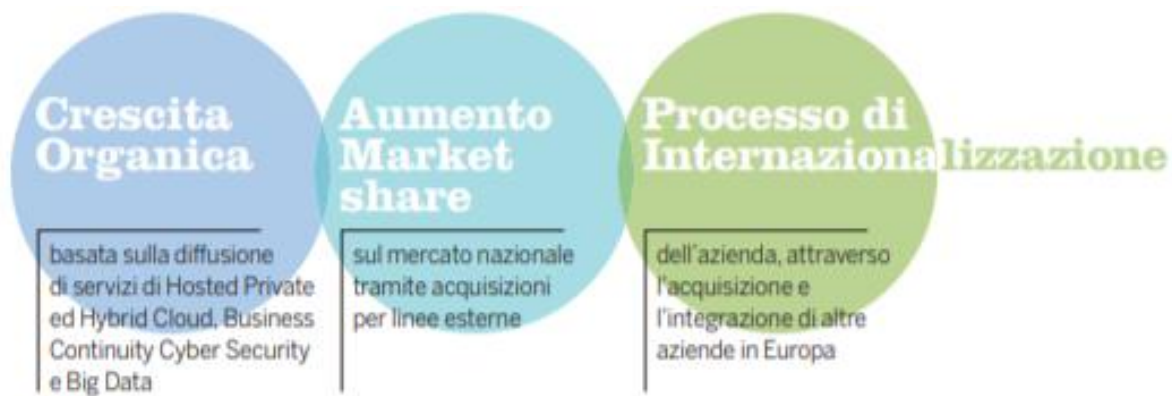 Crescita
Organica
basata sulla diffusione
di servizi di Hosted Private
ed Hybrid Cloud, Business
Continuity Cyber Security
e Big Data
Aumento
Market
share
sul mercato nazionale
tramite acquisizioni
per linee esterne
Processo di
Internazionalizzazione
dell'azienda, attraverso
l'acquisizione e
l'integrazione di altre
aziende in Europa